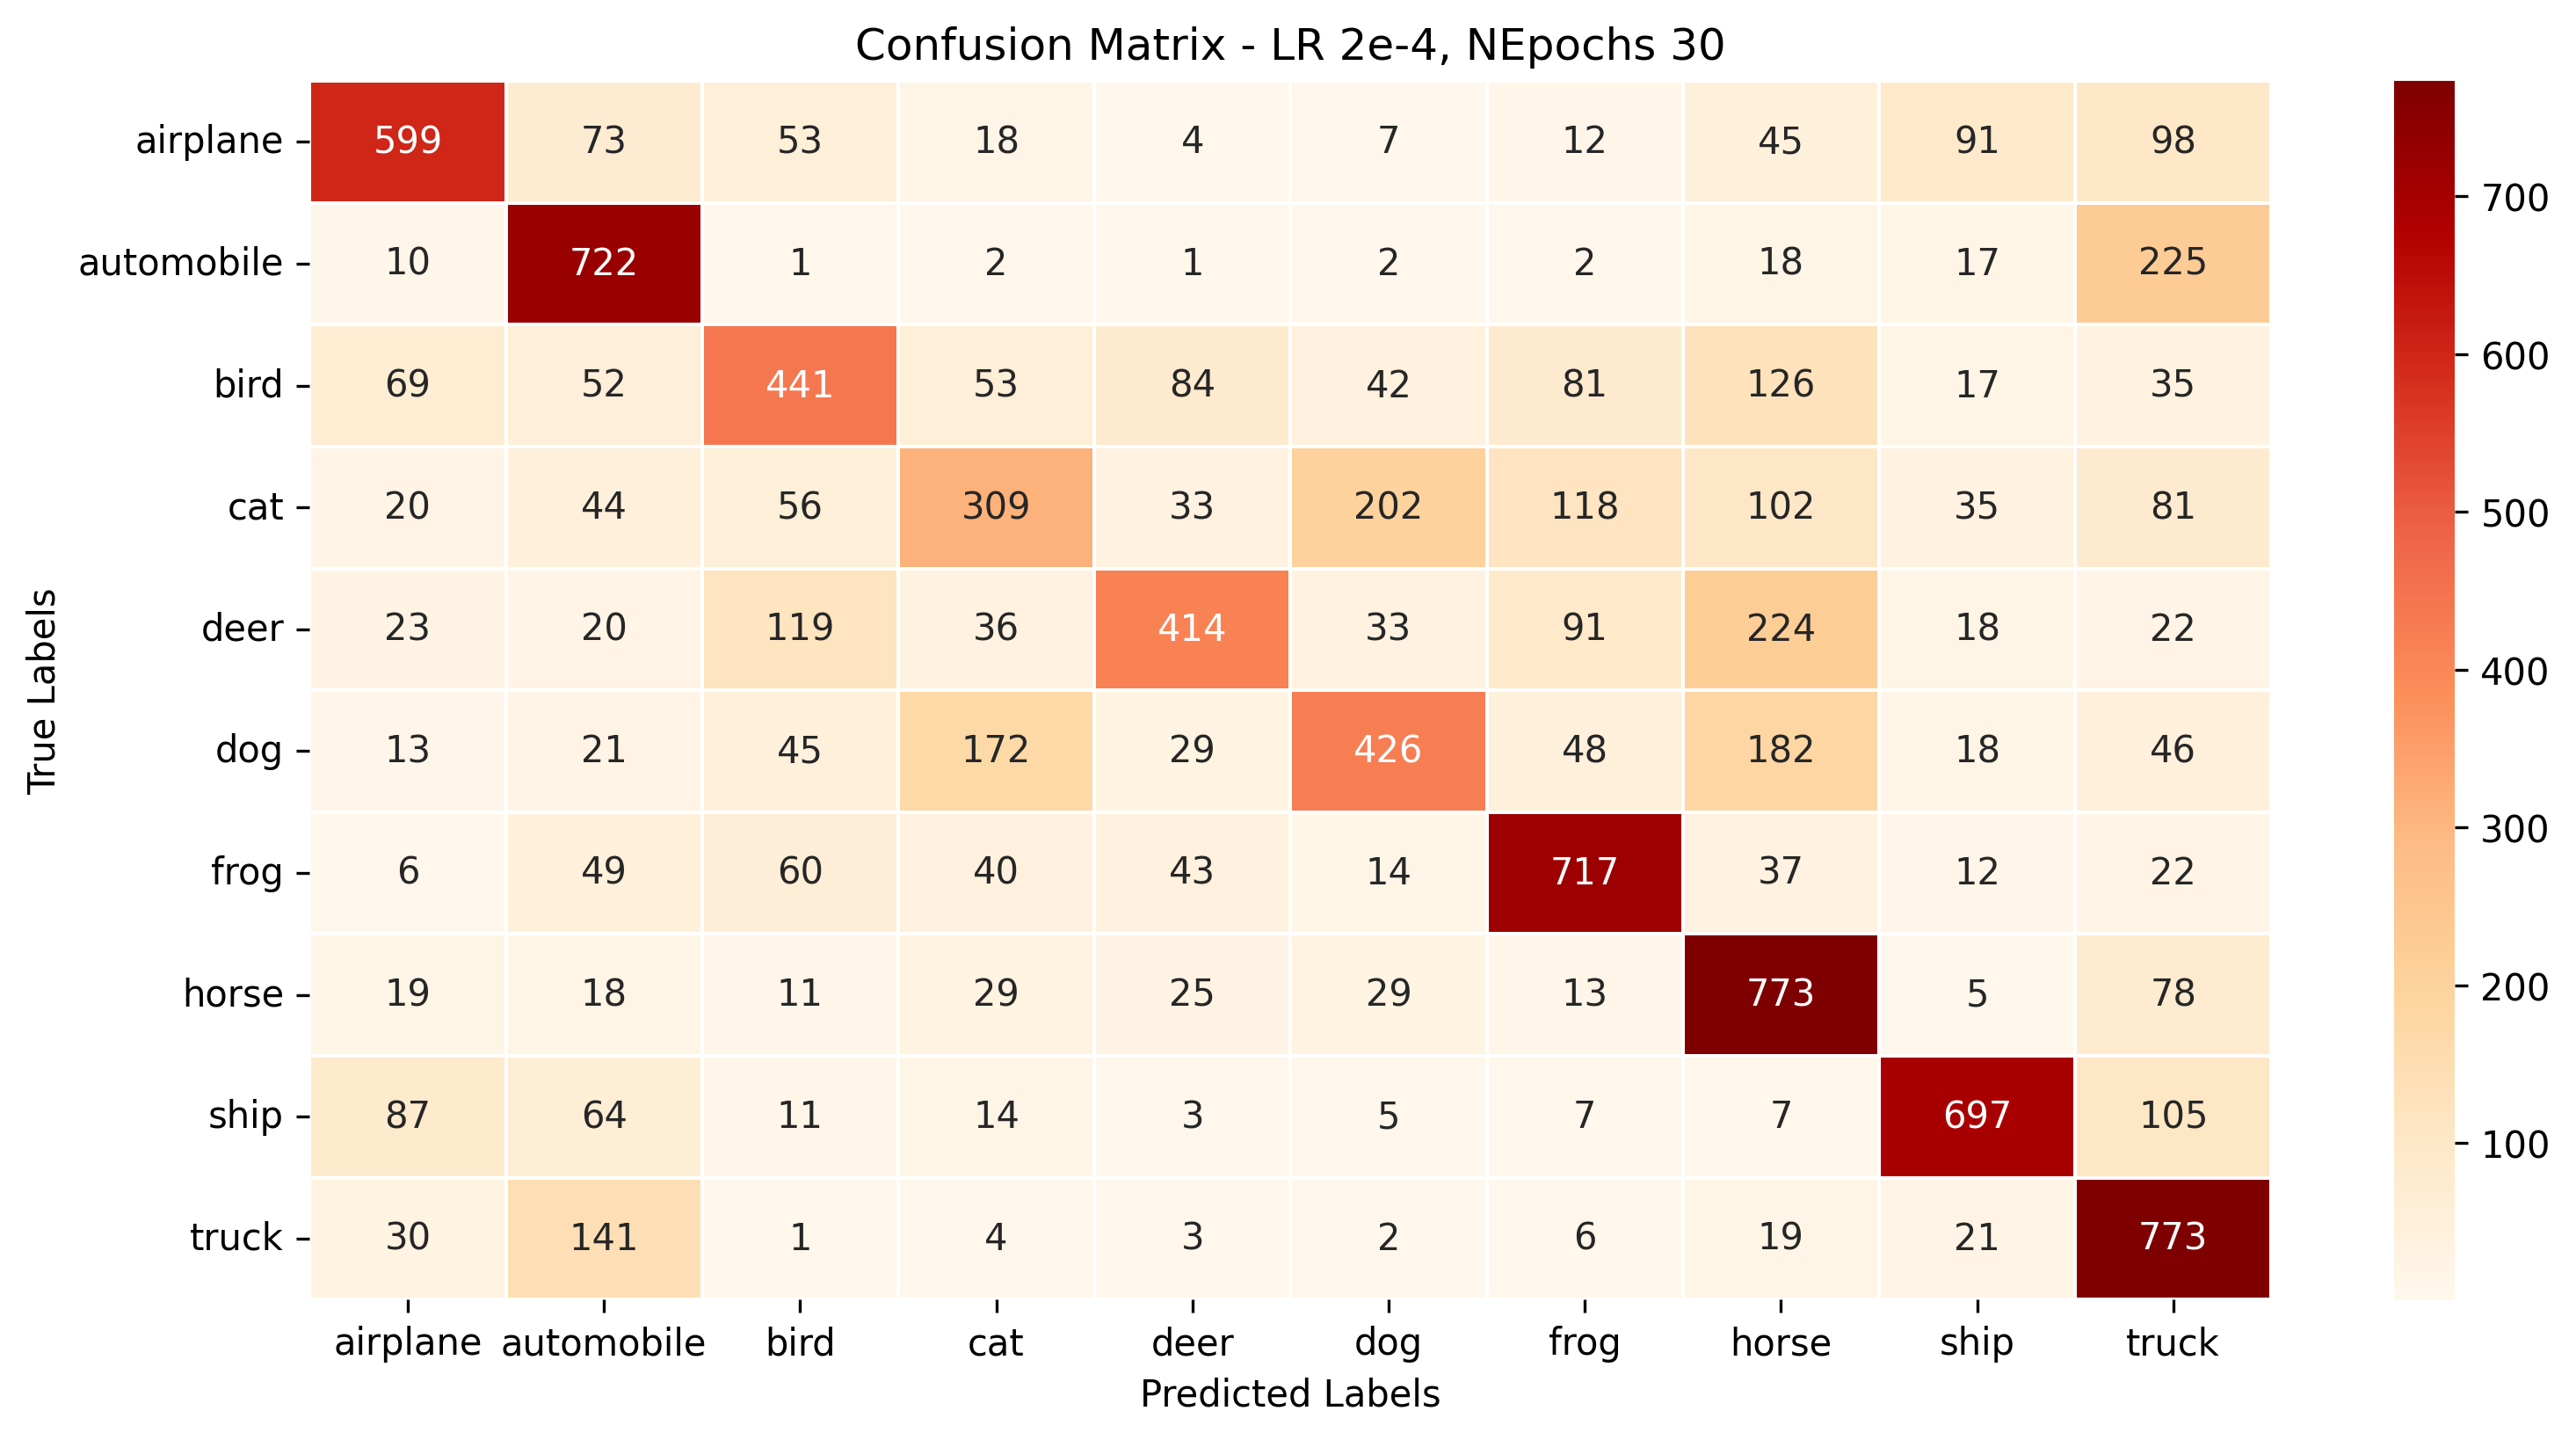 Confusion Matrix - LR 2e-4, NEpochs 30
True Labels
airplane 599 73 53 18 4 7 12 45 91 98
automobile 10 722 1 2 1 2 2 18 17 225
bird 69 52 441 53 84 42 81 126 17 35
cat 20 44 56 309 33 202 118 102 35 81
deer 23 20 119 36 414 33 91 224 18 22
dog 13 21 45 172 29 426 48 182 18 46
frog 6 49 60 40 43 14 717 37 12 22
horse 19 18 11 29 25 29 13 773 5 78
ship 87 64 11 14 3 5 7 7 697 105
truck 30 141 1 4 3 2 6 19 21 773
airplane automobile bird cat deer dog frog horse ship truck
Predicted Labels
700
600
500
400
300
200
100